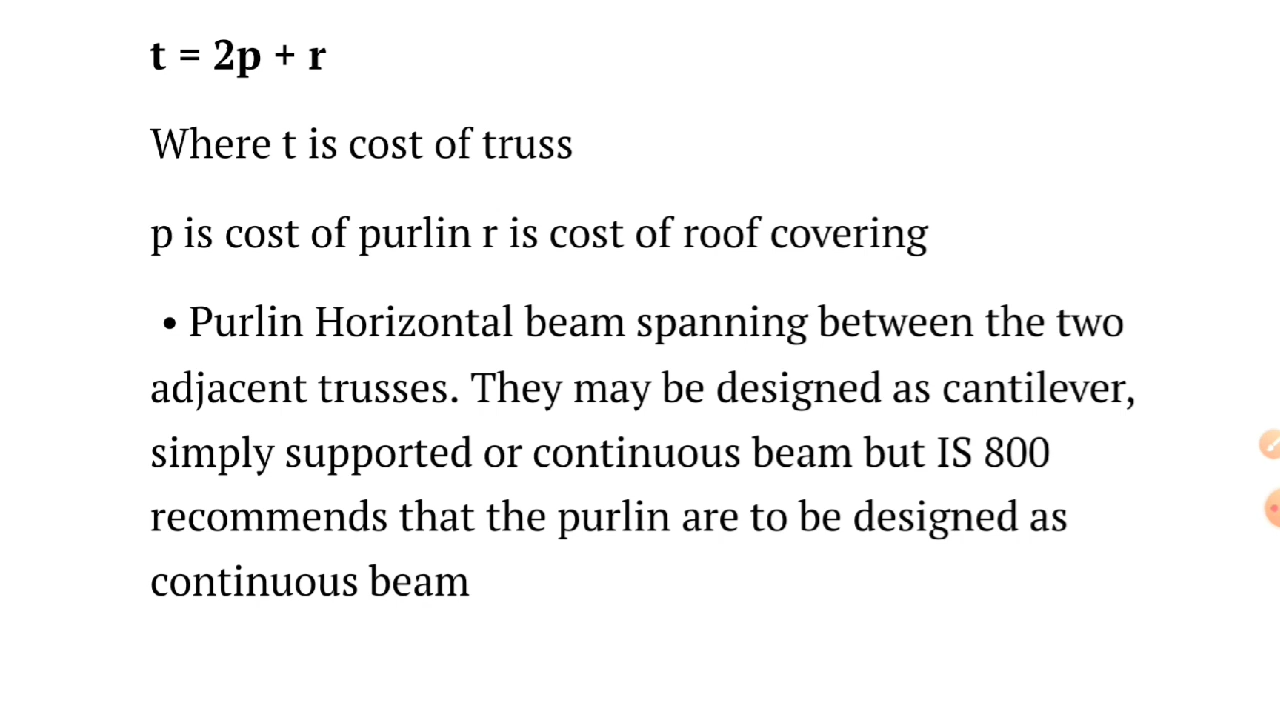 t = 2p + r
Where t is cost of truss
p is cost of purlin r is cost of roof covering
• Purlin Horizontal beam spanning between the two
adjacent trusses. They may be designed as cantilever,
simply supported or continuous beam but IS 800
recommends that the purlin are to be designed as
continuous beam